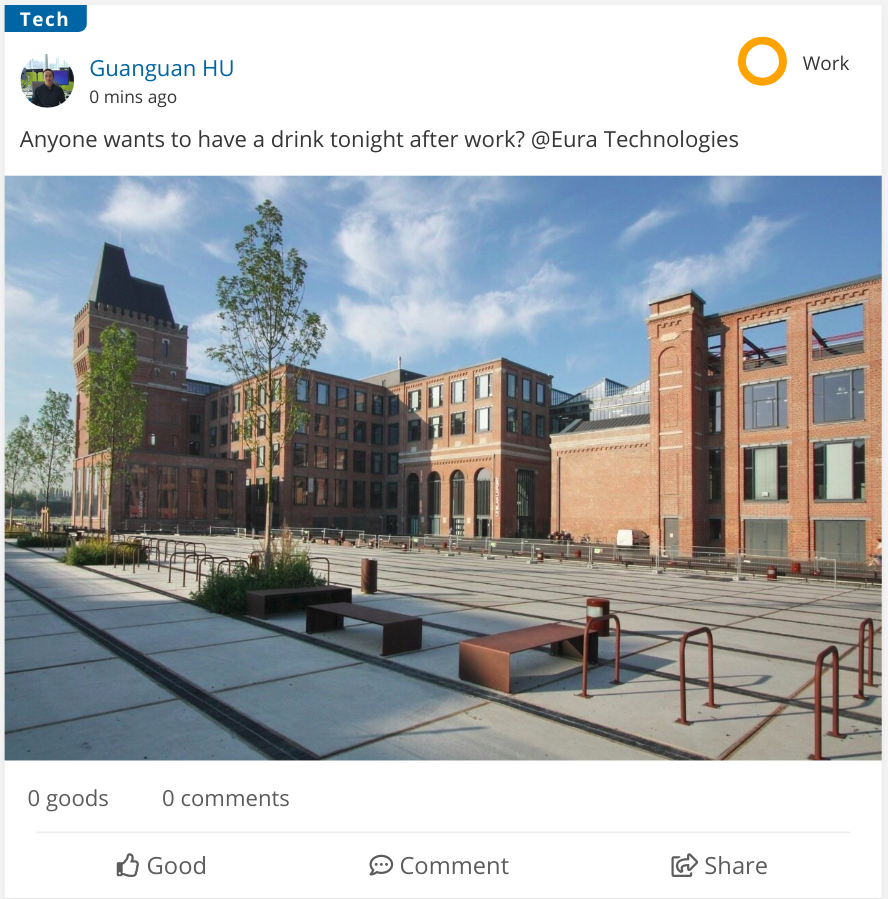 Tech
Guanguan HU
Work
0 mins ago
Anyone wants to have a drink tonight after work? @Eura Technologies
0 goods 0 comments
Good Comment Share